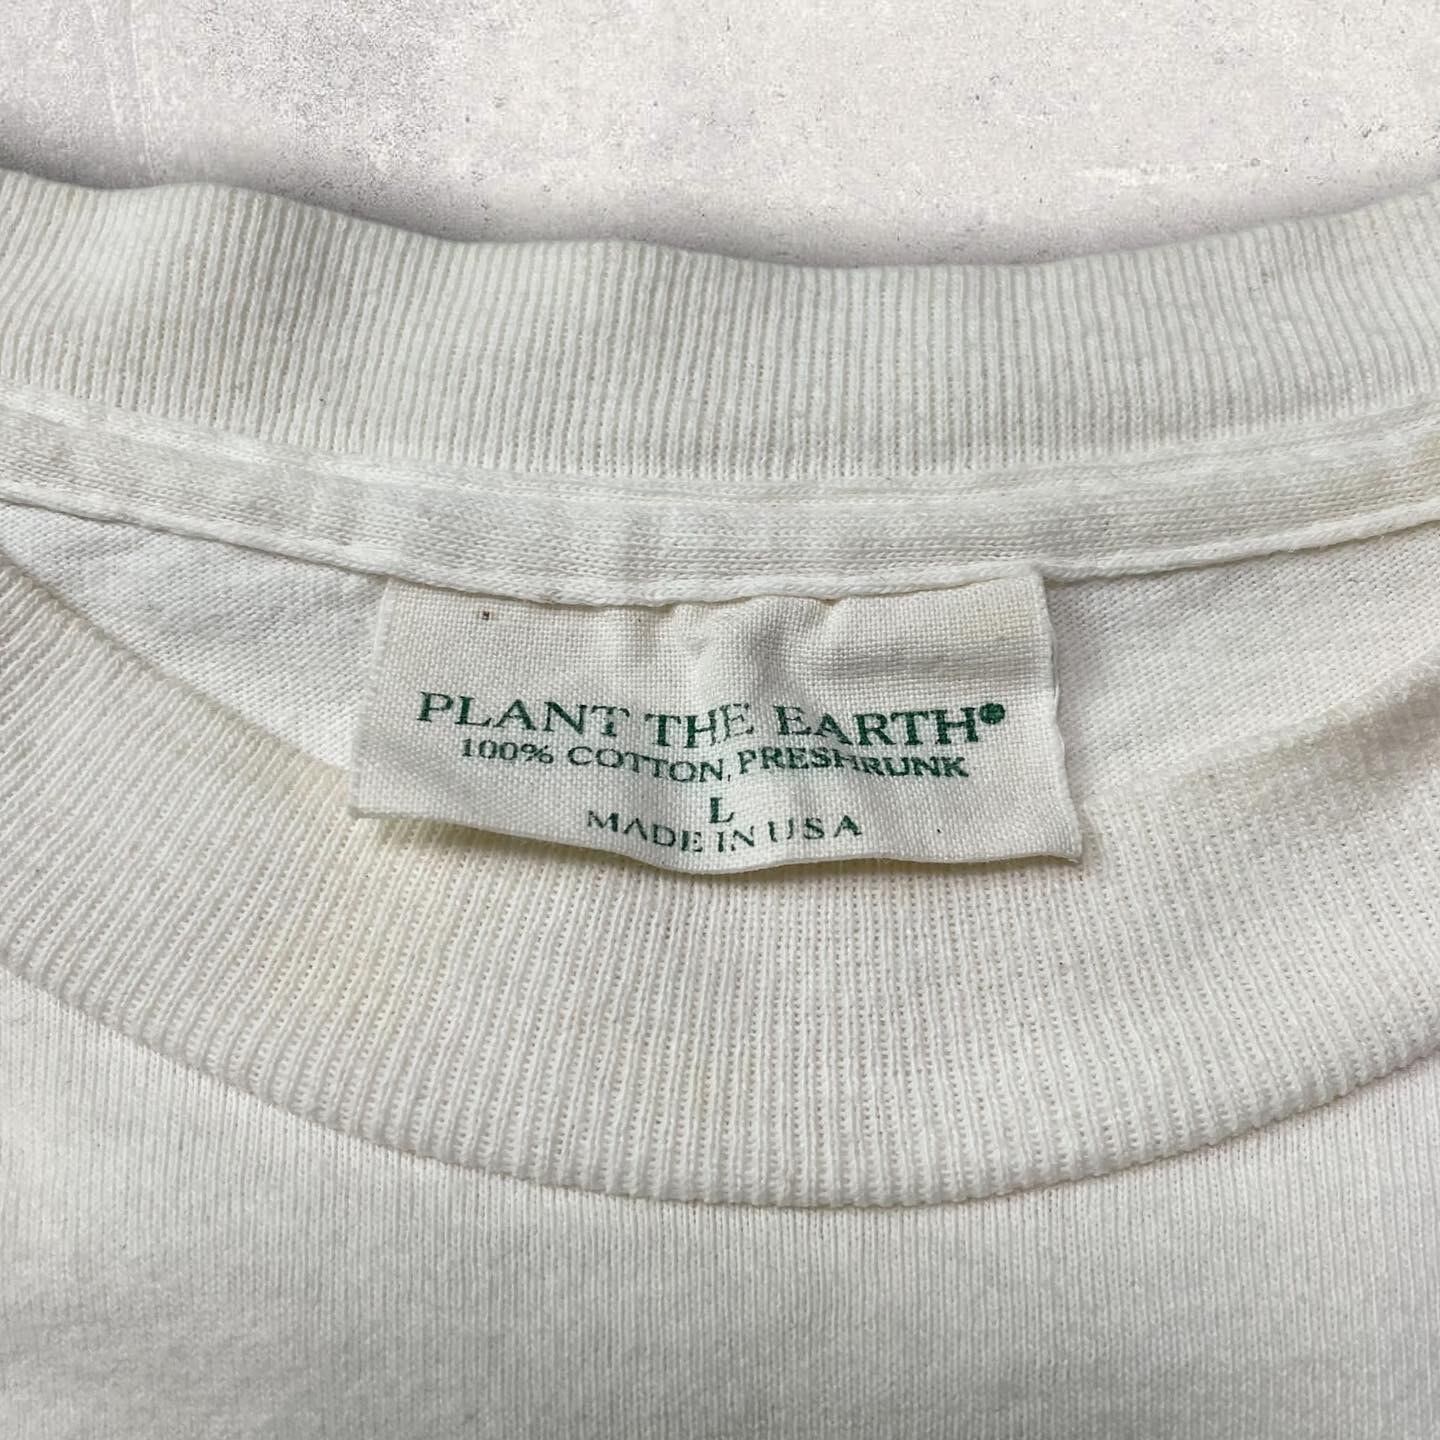 PLANT THE EARTH®
100% COTTON, PRESHRUNK
L
MADE IN USA